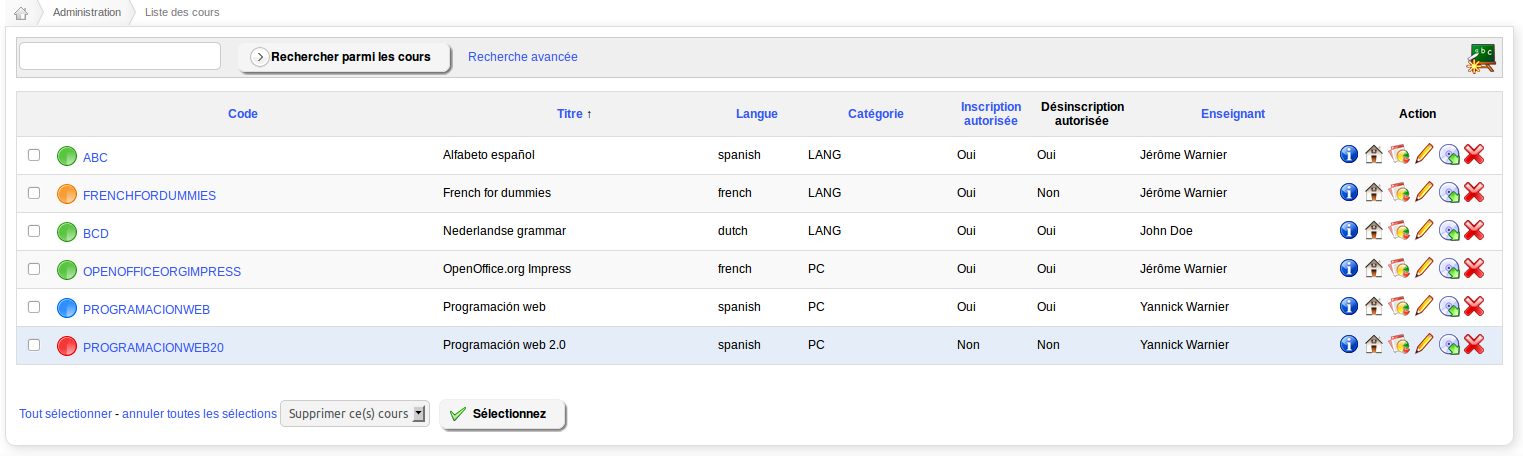 Administration Liste des cours
Rechercher parmi les cours Recherche avancée
Code Titre ↑ Langue Catégorie Inscription autorisée Désinscription autorisée Enseignant Action
ABC Alfabeto español spanish LANG Oui Oui Jérôme Warnier
FRENCHFORDUMMIES French for dummies french LANG Oui Non Jérôme Warnier
BCD Nederlandse grammar dutch LANG Oui Oui John Doe
OPENOFFICEORGIMPRESS OpenOffice.org Impress french PC Oui Oui Jérôme Warnier
PROGRAMACIONWEB Programación web spanish PC Oui Oui Yannick Warnier
PROGRAMACIONWEB20 Programación web 2.0 spanish PC Non Non Yannick Warnier
Tout sélectionner - annuler toutes les sélections Supprimer ce(s) cours Sélectionnez